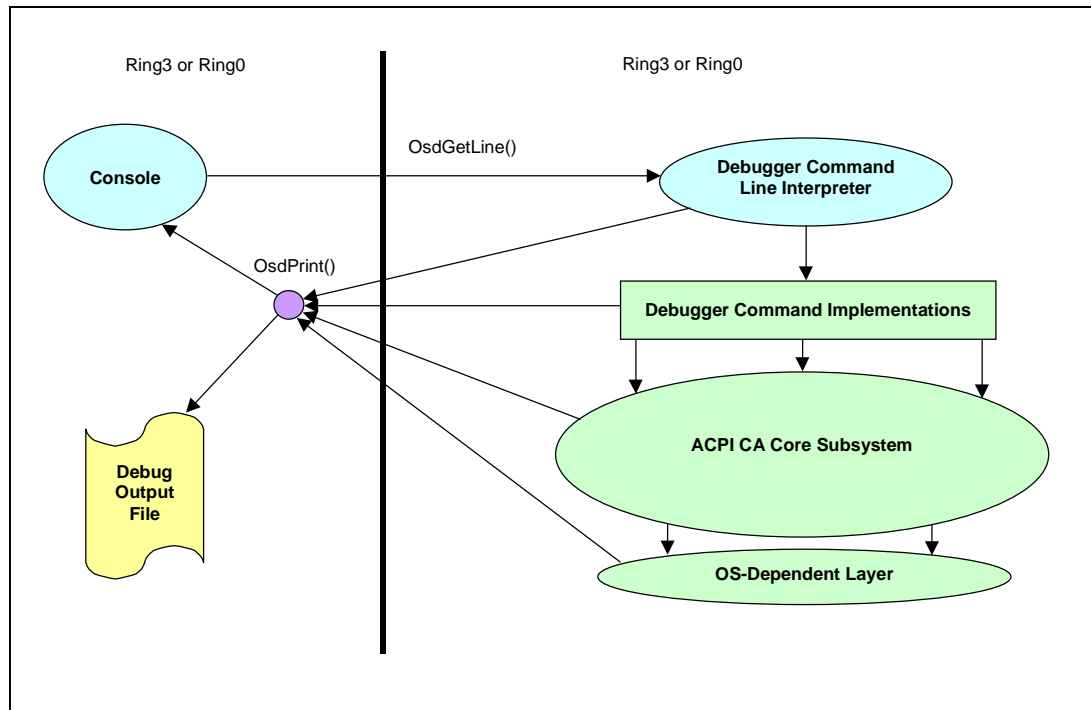 Ring3 or Ring0
Ring3 or Ring0
OsdGetLine()
Console
Debugger Command
Line Interpreter
OsdPrint()
Debugger Command Implementations
ACPI CA Core Subsystem
Debug
Output
File
OS-Dependent Layer